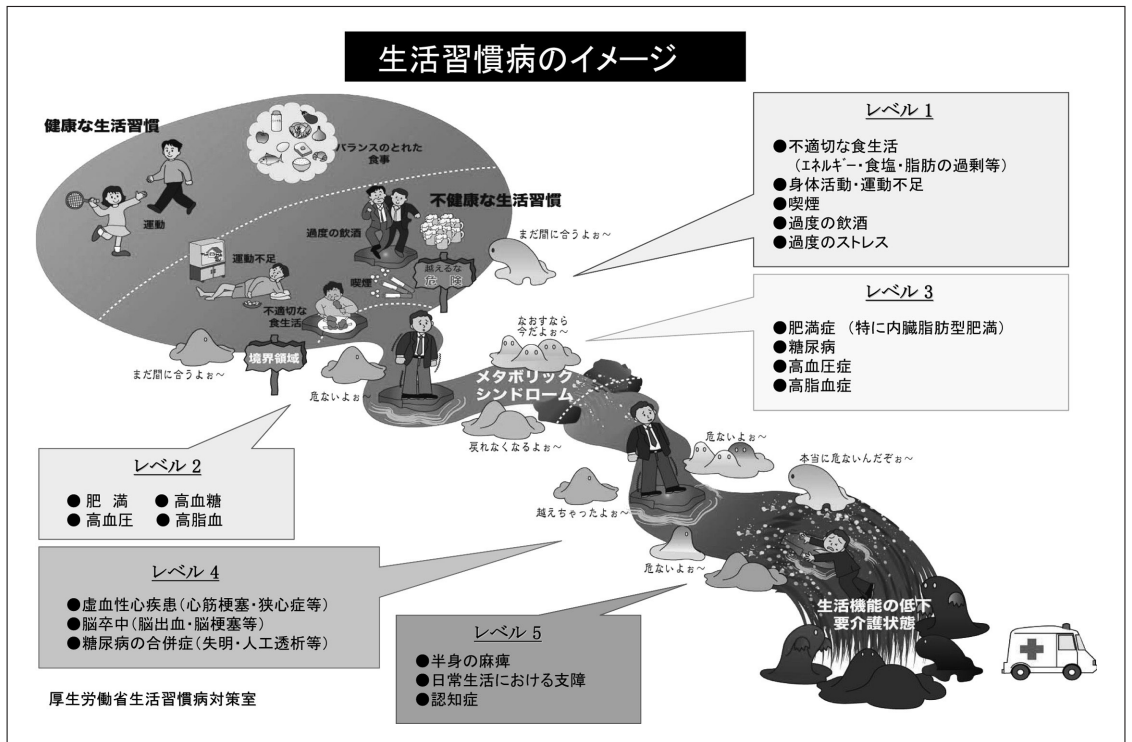 生活習慣病のイメージ
健康な生活習慣
バランスのとれた
食事
運動
不健康な生活習慣
過度の飲酒
運動不足
喫煙
越えるな
危険
不適切な
食生活
境界領域
まだ間に合うよぉ～
まだ間に合うよぉ～
危ないよぉ～
なおすなら
今だよぉ～
メタボリック
シンドローム
戻れなくなるよぉ～
危ないよぉ～
越えちゃったよぉ～
本当に危ないんだぞぉ～
危ないよぉ～
生活機能の低下
要介護状態
レベル 1
●不適切な食生活
（エネルギー・食塩・脂肪の過剰等）
●身体活動・運動不足
●喫煙
●過度の飲酒
●過度のストレス
レベル 3
●肥満症 （特に内臓脂肪型肥満）
●糖尿病
●高血圧症
●高脂血症
レベル 2
● 肥 満 ● 高血糖
● 高血圧 ● 高脂血
レベル 4
●虚血性心疾患（心筋梗塞・狭心症等）
●脳卒中（脳出血・脳梗塞等）
●糖尿病の合併症（失明・人工透析等）
レベル 5
●半身の麻痺
●日常生活における支障
●認知症
厚生労働省生活習慣病対策室